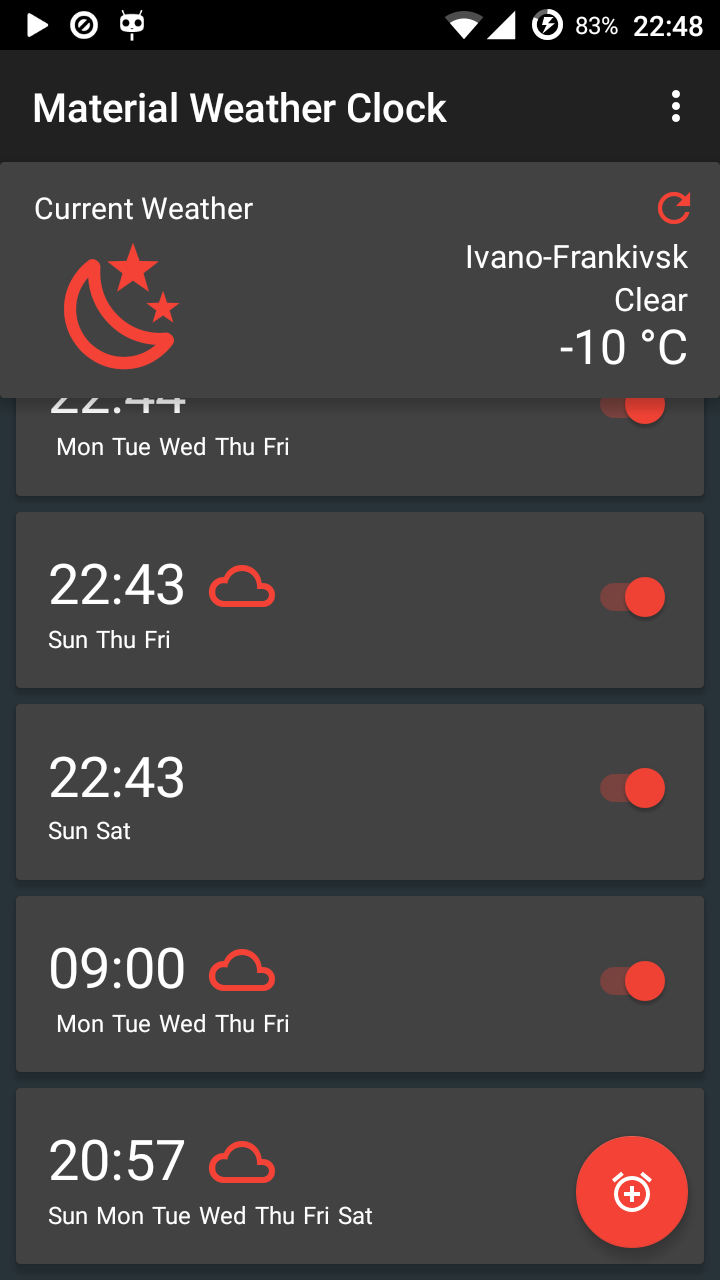 83% 22:48
Material Weather Clock
Current Weather
Ivano-Frankivsk
Clear
-10 °C
22:44
Mon Tue Wed Thu Fri
22:43
Sun Thu Fri
22:43
Sun Sat
09:00
Mon Tue Wed Thu Fri
20:57
Sun Mon Tue Wed Thu Fri Sat